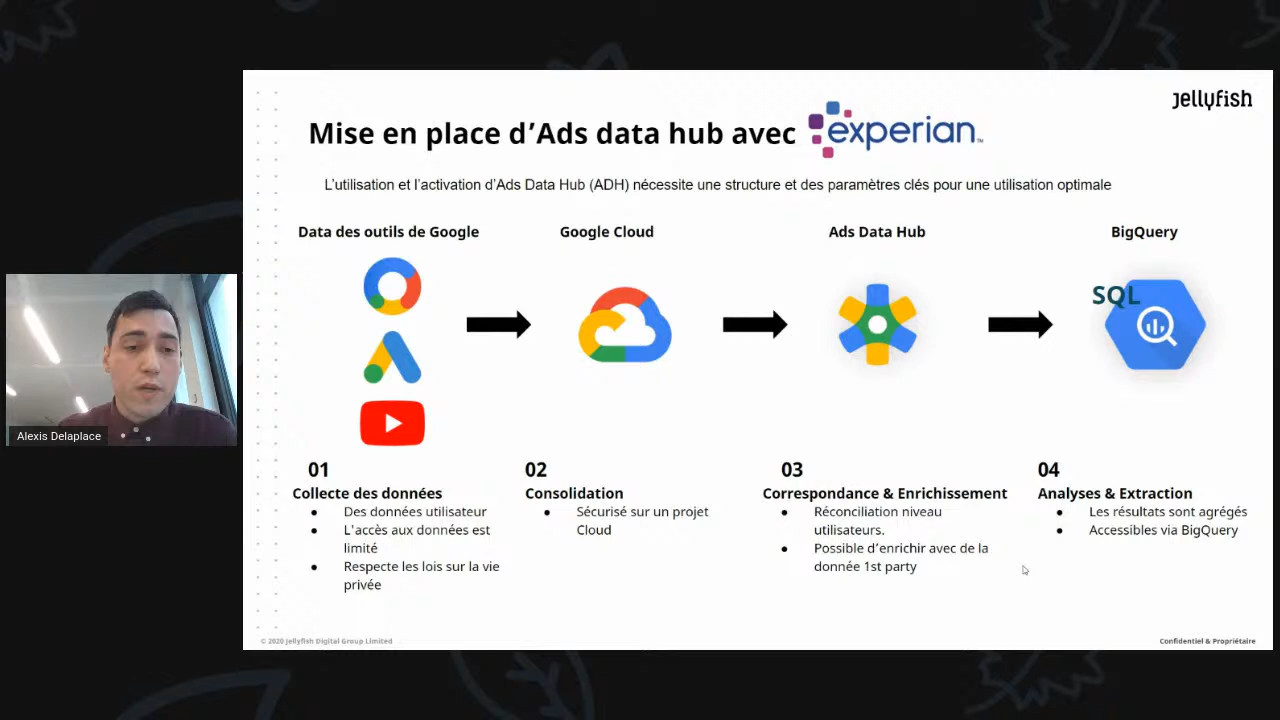 Jellyfish
Mise en place d’Ads data hub avec experian™
L’utilisation et l’activation d’Ads Data Hub (ADH) nécessite une structure et des paramètres clés pour une utilisation optimale
Data des outils de Google
Google Cloud
Ads Data Hub
BigQuery
SQL
Alexis Delaplace
01
Collecte des données
Des données utilisateur
L'accès aux données est
limité
Respecte les lois sur la vie
privée
02
Consolidation
Sécurisé sur un projet
Cloud
03
Correspondance & Enrichissement
Réconciliation niveau
utilisateurs.
Possible d’enrichir avec de la
donnée 1st party
04
Analyses & Extraction
Les résultats sont agrégés
Accessibles via BigQuery
© 2020 Jellyfish Digital Group Limited
Confidentiel & Propriétaire